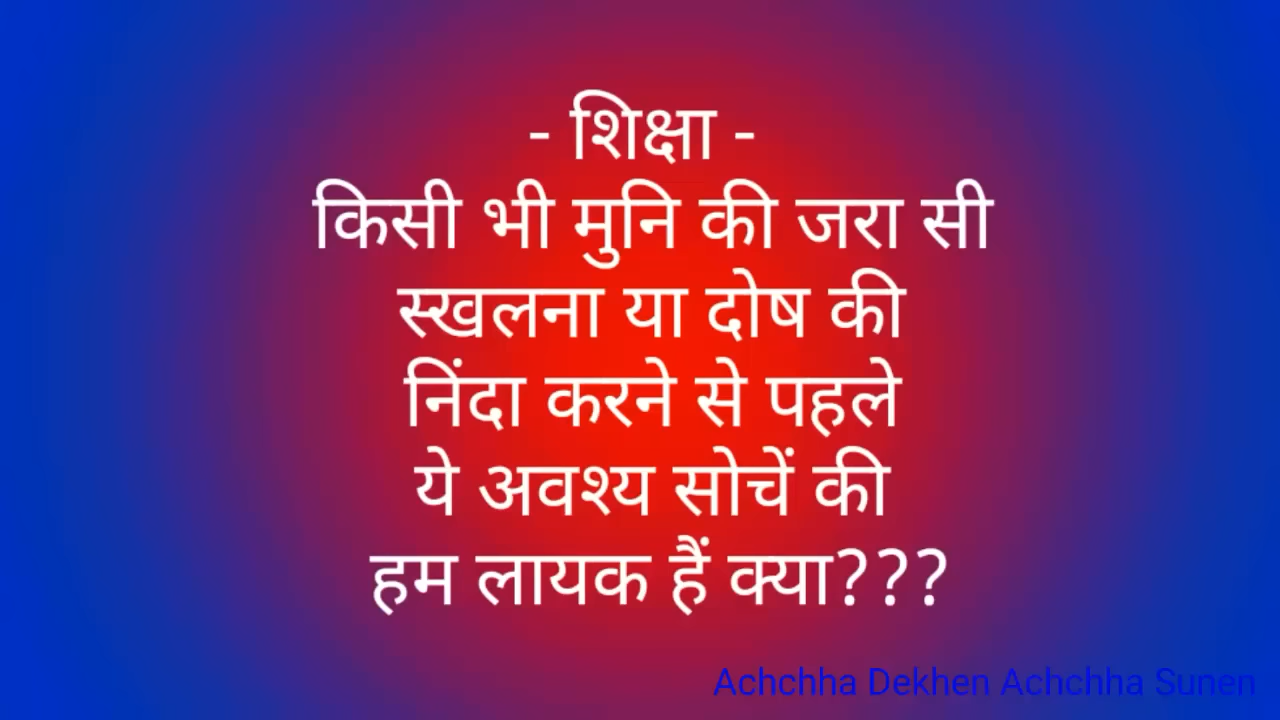 - शिक्षा -
किसी भी मुनि की जरा सी
स्खलना या दोष की
निंदा करने से पहले
ये अवश्य सोचें की
हम लायक हैं क्या???
Achchha Dekhen Achchha Sunen